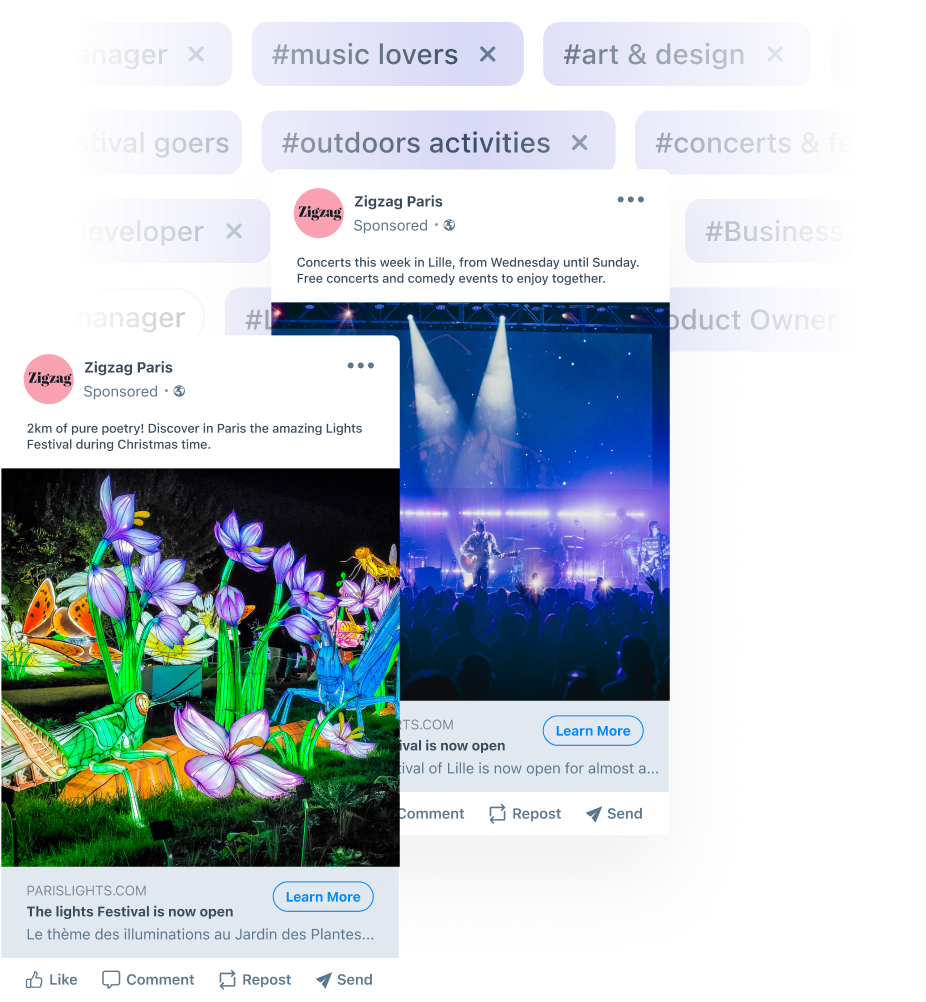 anager
#music lovers
#art & design
stival goers
#outdoors activities
#concerts & fe
eveloper
#Business
manager
#L
oduct Owner
Zigzag
Zigzag Paris
Sponsored
Concerts this week in Lille, from Wednesday until Sunday.
Free concerts and comedy events to enjoy together.
TS.COM
ival is now open
tival of Lille is now open for almost a...
Learn More
Comment
Repost
Send
Zigzag
Zigzag Paris
Sponsored
2km of pure poetry! Discover in Paris the amazing Lights
Festival during Christmas time.
PARISLIGHTS.COM
The lights Festival is now open
Le thème des illuminations au Jardin des Plantes...
Learn More
Like
Comment
Repost
Send